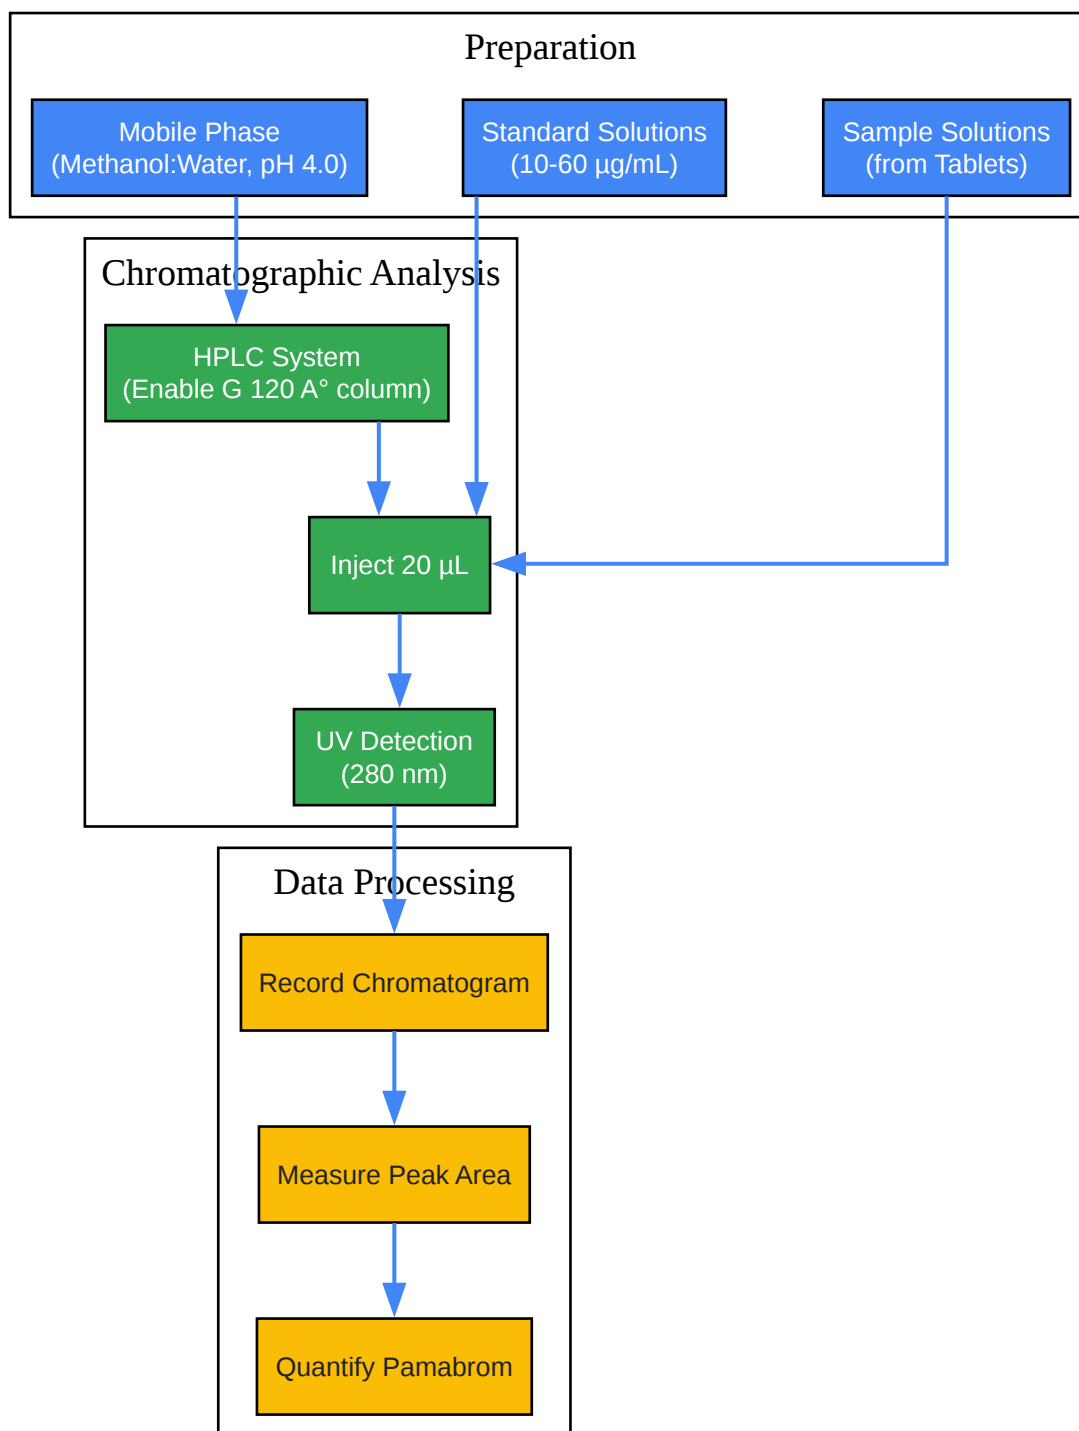 Preparation
Mobile Phase
(Methanol:Water, pH 4.0)
Standard Solutions
(10-60 µg/mL)
Sample Solutions
(from Tablets)
Chromatographic Analysis
HPLC System
(Enable G 120 A° column)
Inject 20 µL
UV Detection
(280 nm)
Data Processing
Record Chromatogram
Measure Peak Area
Quantify Pamabrom